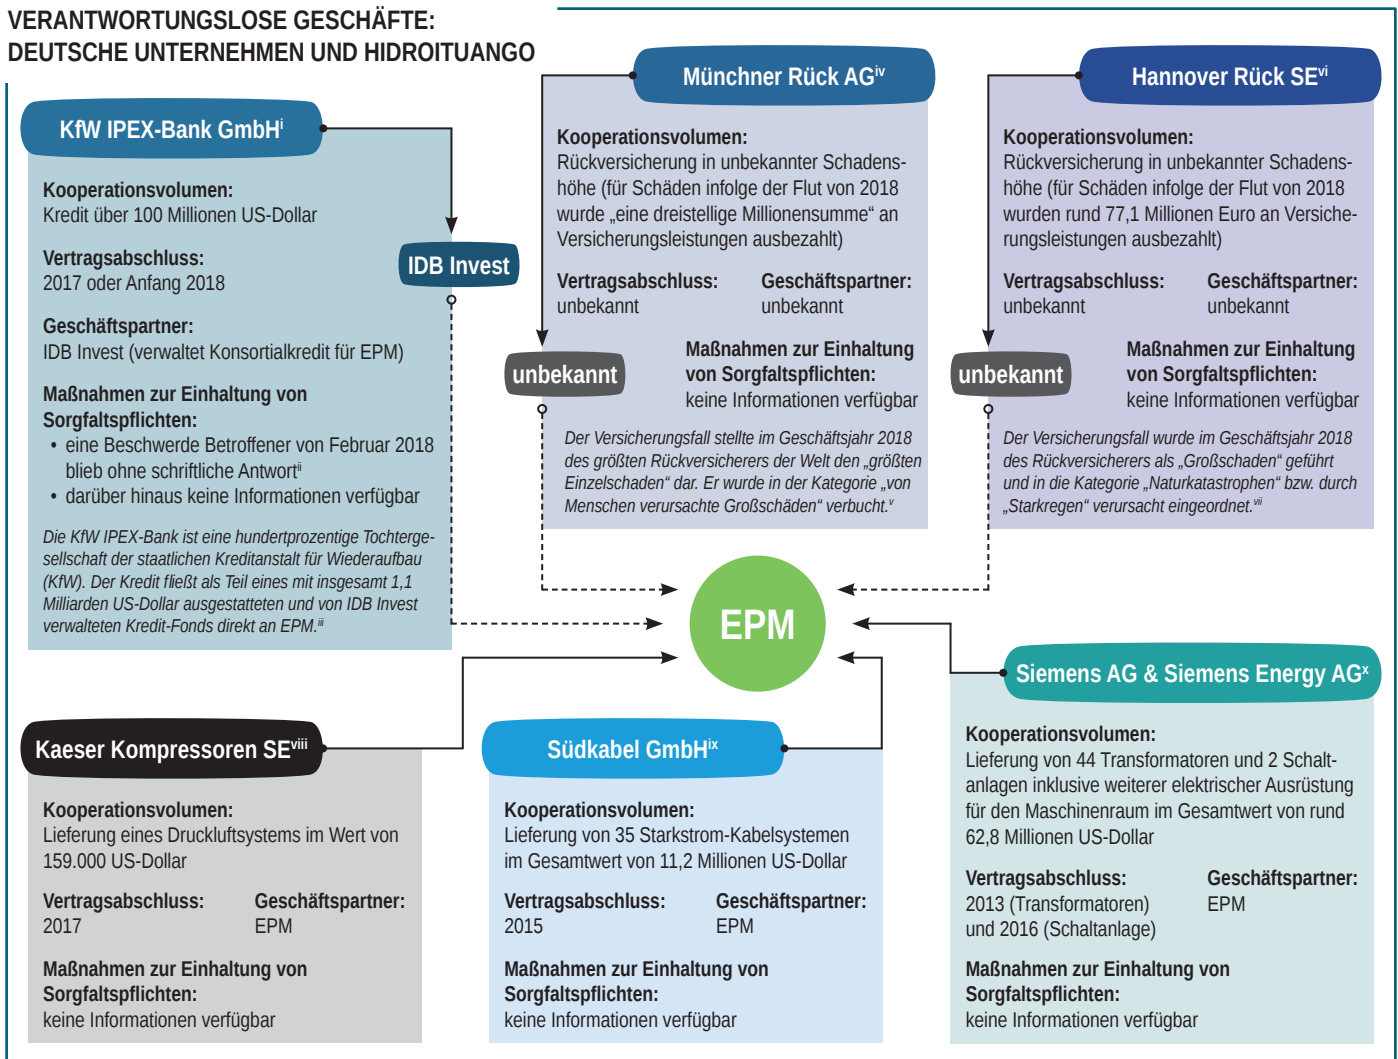 VERANTWORTUNGSLOSE GESCHÄFTE:
DEUTSCHE UNTERNEHMEN UND HIDROITUANGO
KfW IPEX-Bank GmbHⁱ
Kooperationsvolumen:
Kredit über 100 Millionen US-Dollar
Vertragsabschluss:
2017 oder Anfang 2018
Geschäftspartner:
IDB Invest (verwaltet Konsortialkredit für EPM)
Maßnahmen zur Einhaltung von
Sorgfaltspflichten:
• eine Beschwerde Betroffener von Februar 2018
blieb ohne schriftliche Antwortⁱⁱ
• darüber hinaus keine Informationen verfügbar
Die KfW IPEX-Bank ist eine hundertprozentige Tochterge-
sellschaft der staatlichen Kreditanstalt für Wiederaufbau
(KfW). Der Kredit fließt als Teil eines mit insgesamt 1,1
Milliarden US-Dollar ausgestatteten und von IDB Invest
verwalteten Kredit-Fonds direkt an EPM.ⁱⁱⁱ
IDB Invest
Münchner Rück AGⁱᵛ
Kooperationsvolumen:
Rückversicherung in unbekannter Schadens-
höhe (für Schäden infolge der Flut von 2018
wurde „eine dreistellige Millionensumme“ an
Versicherungsleistungen ausbezahlt)
Vertragsabschluss: Geschäftspartner:
unbekannt unbekannt
Maßnahmen zur Einhaltung
von Sorgfaltspflichten:
keine Informationen verfügbar
unbekannt
Der Versicherungsfall stellte im Geschäftsjahr 2018
des größten Rückversicherers der Welt den „größten
Einzelschaden“ dar. Er wurde in der Kategorie „von
Menschen verursachte Großschäden“ verbucht.ᵛ
Hannover Rück SEᵛⁱ
Kooperationsvolumen:
Rückversicherung in unbekannter Schadens-
höhe (für Schäden infolge der Flut von 2018
wurden rund 77,1 Millionen Euro an Versiche-
rungsleistungen ausbezahlt)
Vertragsabschluss: Geschäftspartner:
unbekannt unbekannt
Maßnahmen zur Einhaltung
von Sorgfaltspflichten:
keine Informationen verfügbar
unbekannt
Der Versicherungsfall wurde im Geschäftsjahr 2018
des Rückversicherers als „Großschaden“ geführt
und in die Kategorie „Naturkatastrophen“ bzw. durch
„Starkregen“ verursacht eingeordnet.ᵛⁱⁱ
EPM
Kaeser Kompressoren SEᵛⁱⁱⁱ
Kooperationsvolumen:
Lieferung eines Druckluftsystems im Wert von
159.000 US-Dollar
Vertragsabschluss: Geschäftspartner:
2017 EPM
Maßnahmen zur Einhaltung von
Sorgfaltspflichten:
keine Informationen verfügbar
Südkabel GmbHⁱˣ
Kooperationsvolumen:
Lieferung von 35 Starkstrom-Kabelsystemen
im Gesamtwert von 11,2 Millionen US-Dollar
Vertragsabschluss: Geschäftspartner:
2015 EPM
Maßnahmen zur Einhaltung von
Sorgfaltspflichten:
keine Informationen verfügbar
Siemens AG & Siemens Energy AGˣ
Kooperationsvolumen:
Lieferung von 44 Transformatoren und 2 Schalt-
anlagen inklusive weiterer elektrischer Ausrüstung
für den Maschinenraum im Gesamtwert von rund
62,8 Millionen US-Dollar
Vertragsabschluss: Geschäftspartner:
2013 (Transformatoren) EPM
und 2016 (Schaltanlage)
Maßnahmen zur Einhaltung von
Sorgfaltspflichten:
keine Informationen verfügbar